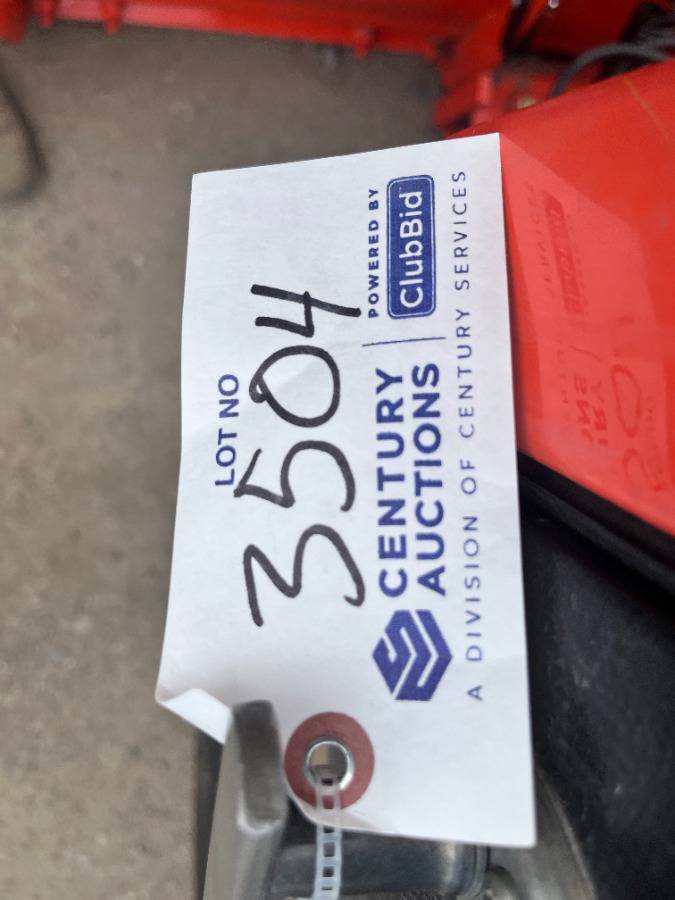 LOT NO
3504
CENTURY
AUCTIONS
POWERED BY
ClubBid
A DIVISION OF CENTURY SERVICES